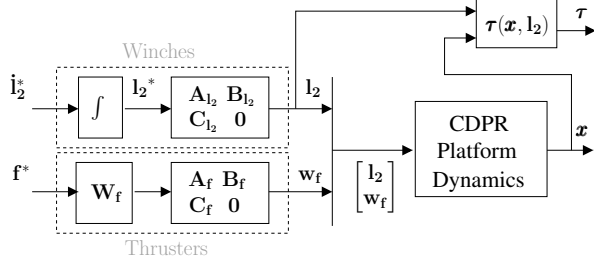 Winches
l̇₂* ∫ l₂* A_l₂ B_l₂ l₂
C_l₂ 0
τ(x, l₂) τ
f* W_f A_f B_f w_f
C_f 0
[l₂
w_f]
CDPR
Platform
Dynamics
x
Thrusters